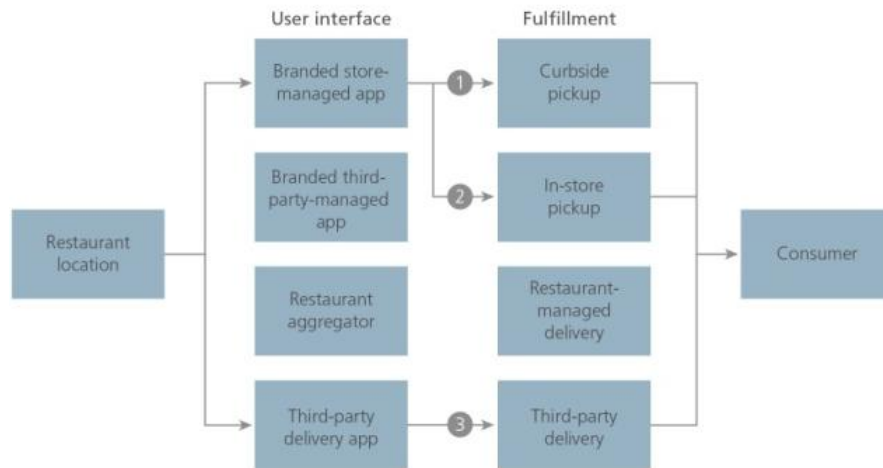 User interface
Fulfillment
Branded store-
managed app
1
Curbside
pickup
Branded third-
party-managed
app
2
In-store
pickup
Restaurant
location
Consumer
Restaurant
aggregator
Restaurant-
managed
delivery
Third-party
delivery app
3
Third-party
delivery